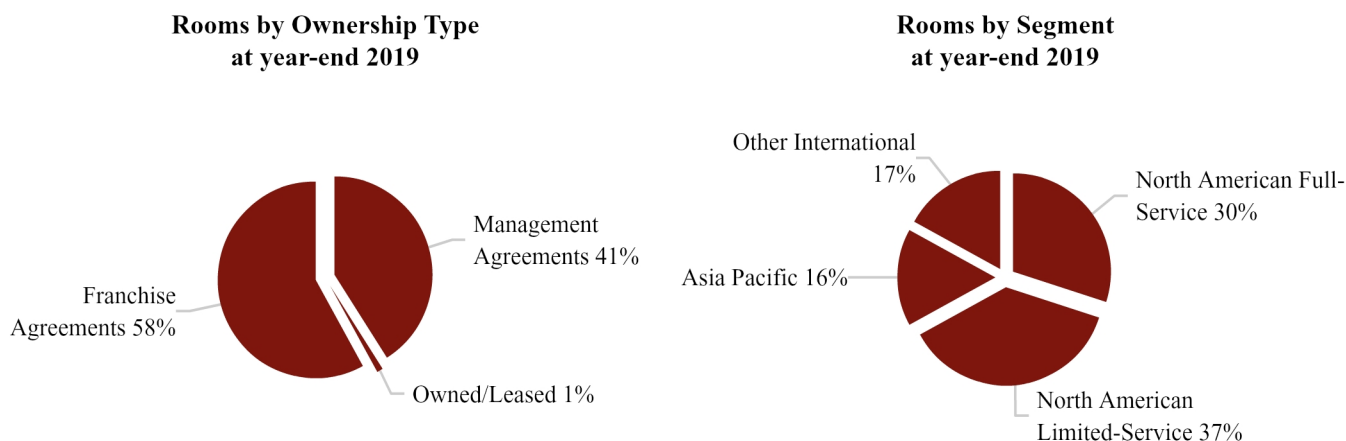 Rooms by Ownership Type
at year-end 2019
Management
Agreements 41%
Franchise
Agreements 58%
Owned/Leased 1%
Rooms by Segment
at year-end 2019
Other International
17%
North American Full-
Service 30%
Asia Pacific 16%
North American
Limited-Service 37%